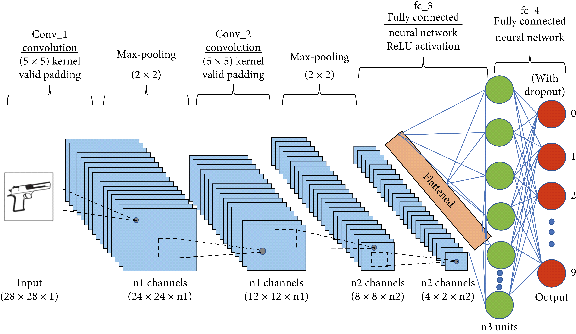 Conv_1
convolution
(5 × 5) kernel
valid padding
Max-pooling
(2 × 2)
Conv_2
convolution
(5 × 5) kernel
valid padding
Max-pooling
(2 × 2)
fc_3
Fully connected
neural network
ReLU activation
fc_4
Fully connected
neural network
(With
dropout)
Flattened
0
1
2
9
Input
(28 × 28 × 1)
n1 channels
(24 × 24 × n1)
n1 channels
(12 × 12 × n1)
n2 channels
(8 × 8 × n2)
n2 channels
(4 × 2 × n2)
n3 units
Output